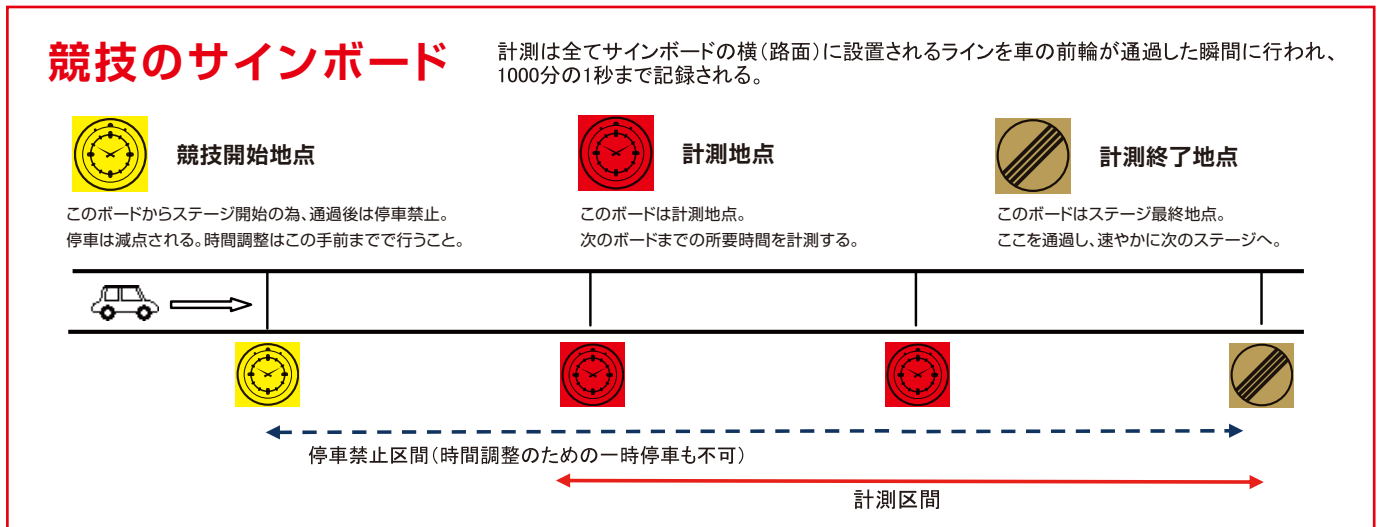 競技のサインボード
計測は全てサインボードの横(路面)に設置されるラインを車の前輪が通過した瞬間に行われ、
1000分の1秒まで記録される。
競技開始地点
このボードからステージ開始の為、通過後は停車禁止。
停車は減点される。時間調整はこの手前までで行うこと。
計測地点
このボードは計測地点。
次のボードまでの所要時間を計測する。
計測終了地点
このボードはステージ最終地点。
ここを通過し、速やかに次のステージへ。
停車禁止区間(時間調整のための一時停車も不可)
計測区間